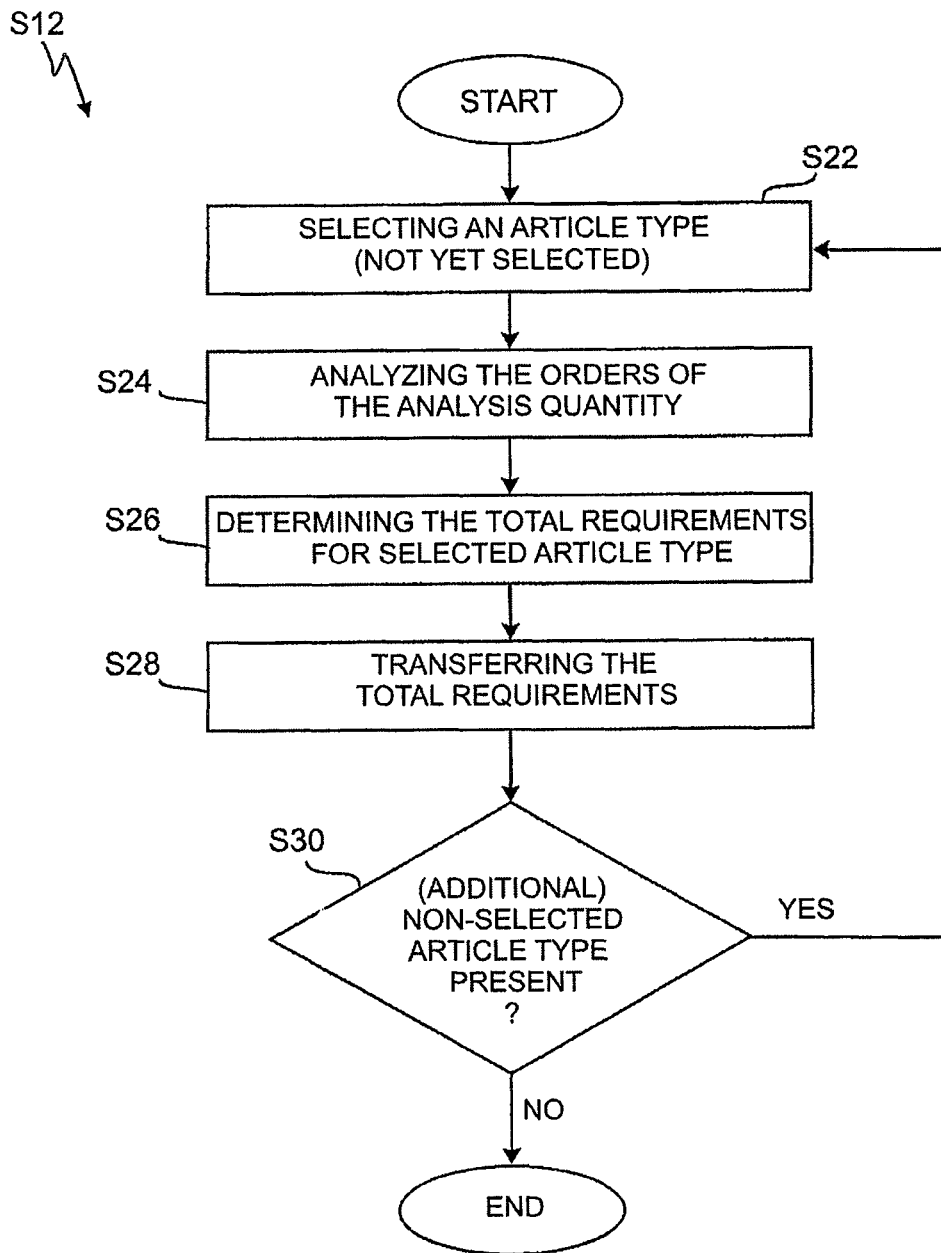 S12
START
S22
SELECTING AN ARTICLE TYPE
(NOT YET SELECTED)
S24
ANALYZING THE ORDERS OF
THE ANALYSIS QUANTITY
S26
DETERMINING THE TOTAL REQUIREMENTS
FOR SELECTED ARTICLE TYPE
S28
TRANSFERRING THE
TOTAL REQUIREMENTS
S30
(ADDITIONAL)
NON-SELECTED
ARTICLE TYPE
PRESENT
?
YES
NO
END